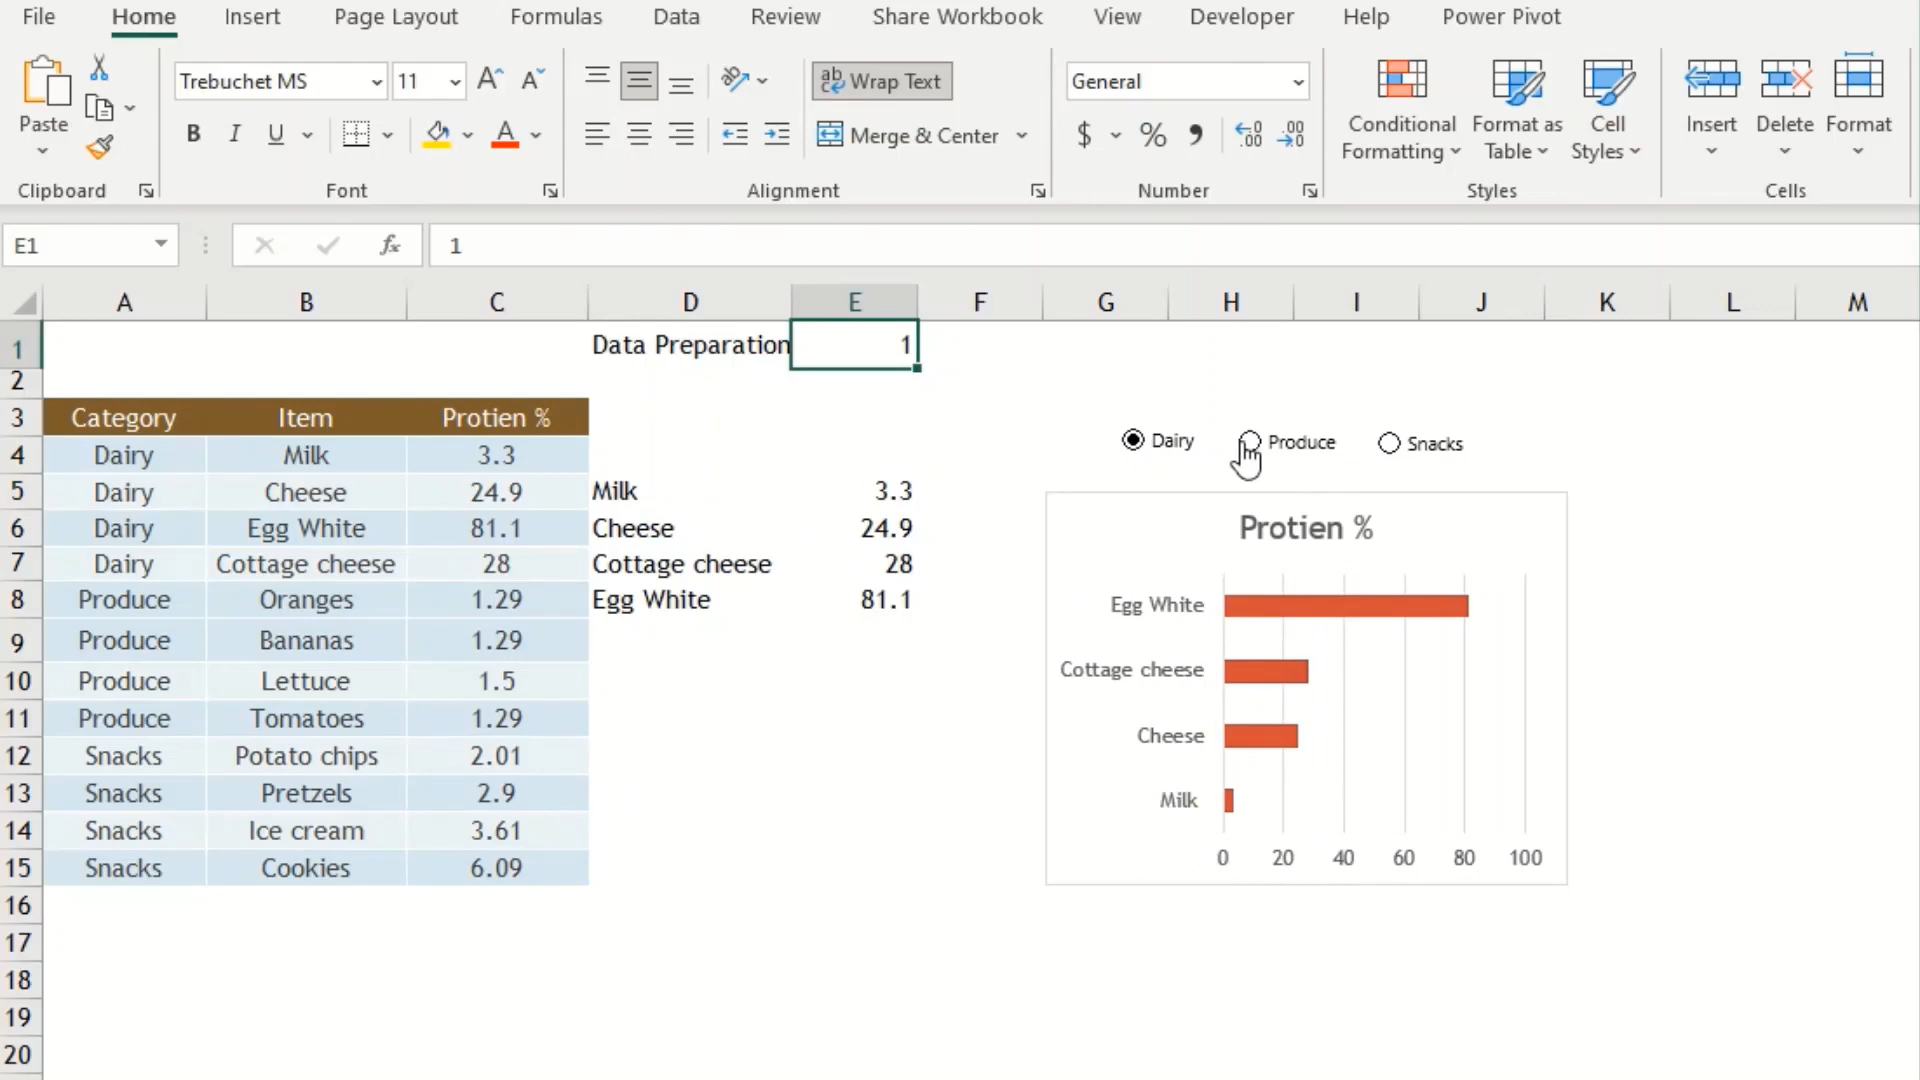 File Home Insert Page Layout Formulas Data Review Share Workbook View Developer Help Power Pivot
Trebuchet MS 11 A A ab Wrap Text General
Paste B I U A Merge & Center $ % Conditional Formatting Format as Table Cell Styles Insert Delete Format
Clipboard Font Alignment Number Styles Cells
E1 fx 1
A B C D E F G H I J K L M
1 Data Preparation 1
2
3 Category Item Protien %
4 Dairy Milk 3.3 Dairy Produce Snacks
5 Dairy Cheese 24.9 Milk 3.3
6 Dairy Egg White 81.1 Cheese 24.9
7 Dairy Cottage cheese 28 Cottage cheese 28
8 Produce Oranges 1.29 Egg White 81.1
9 Produce Bananas 1.29
10 Produce Lettuce 1.5
11 Produce Tomatoes 1.29
12 Snacks Potato chips 2.01
13 Snacks Pretzels 2.9
14 Snacks Ice cream 3.61
15 Snacks Cookies 6.09
16
17
18
19
20
Protien %
Egg White
Cottage cheese
Cheese
Milk
0 20 40 60 80 100